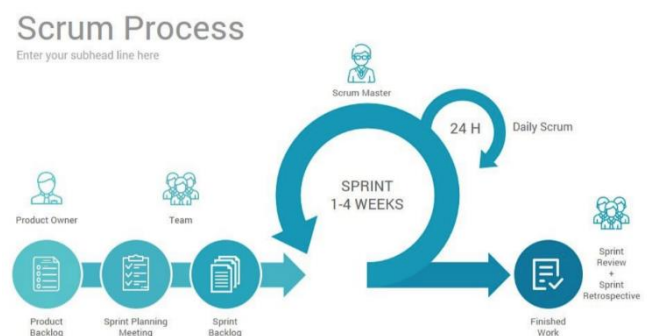 Scrum Process
Enter your subhead line here
Scrum Master
24 H
Daily Scrum
SPRINT
1-4 WEEKS
Product Owner
Team
Sprint
Review
+
Sprint
Retrospective
Product
Backlog
Sprint Planning
Meeting
Sprint
Backlog
Finished
Work